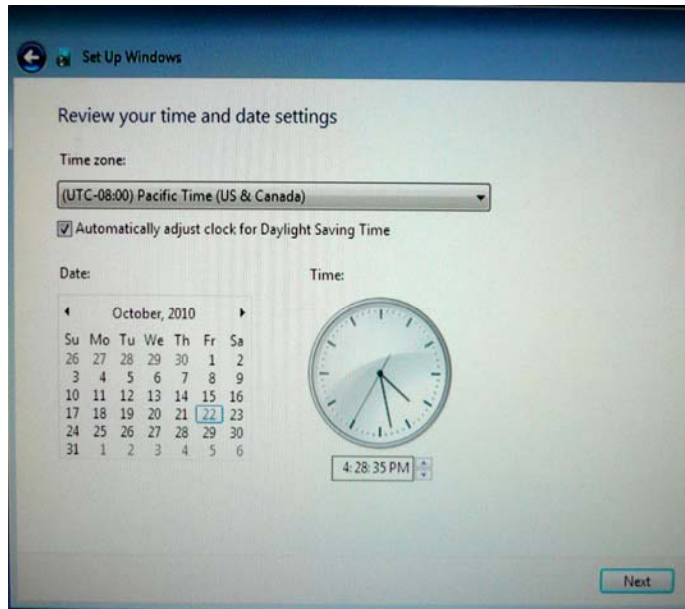 Set Up Windows
Review your time and date settings
Time zone:
(UTC-08:00) Pacific Time (US & Canada)
Automatically adjust clock for Daylight Saving Time
Date:
Time:
October, 2010
Su Mo Tu We Th Fr Sa
26 27 28 29 30 1 2
3 4 5 6 7 8 9
10 11 12 13 14 15 16
17 18 19 20 21 22 23
24 25 26 27 28 29 30
31 1 2 3 4 5 6
4:28:35 PM
Next